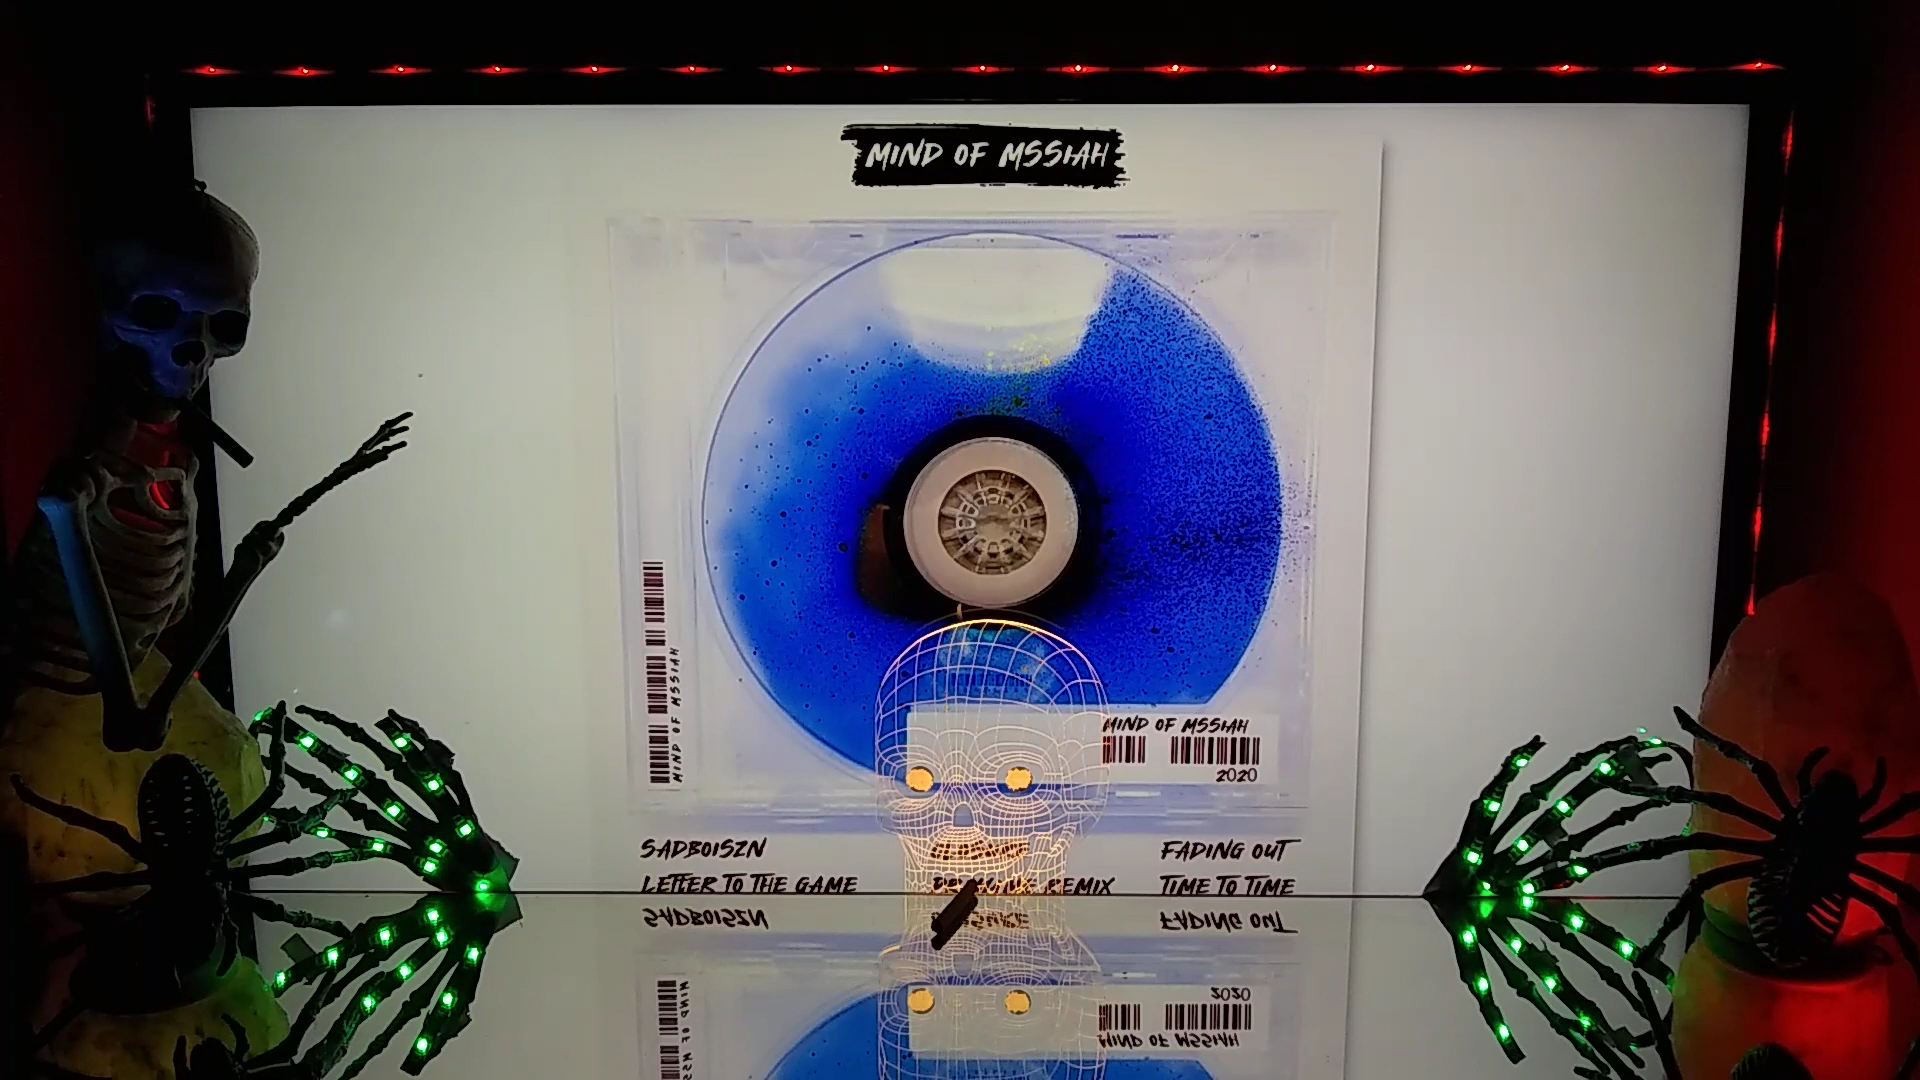 MIND OF MSSIAH
MIND OF MSSIAH
MIND OF MSSIAH
2020
SADBOISZN
FADING OUT
LETTER TO THE GAME
REMIX
TIME TO TIME